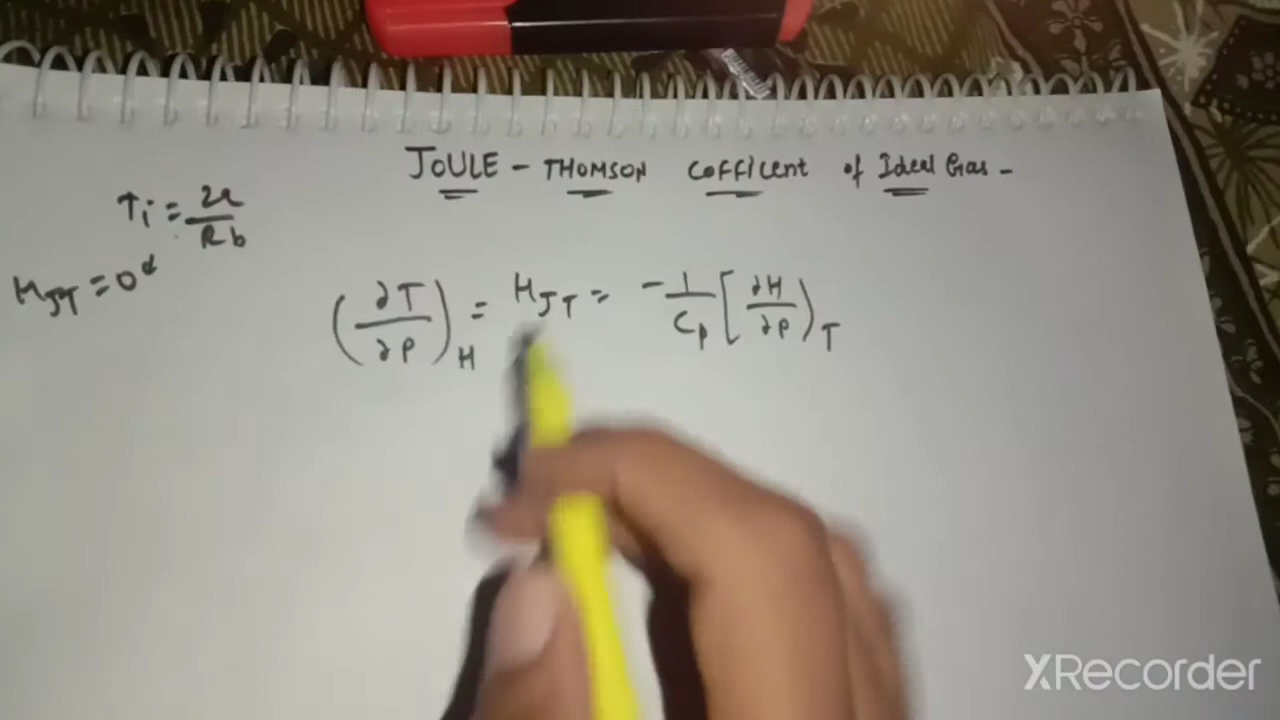 JOULE - THOMSON COFFICENT of Ideal Gas -
Ti = 2a/Rb
μJT = 0
(∂T/∂P)H = μJT = -1/CP [∂H/∂P)T
XRecorder